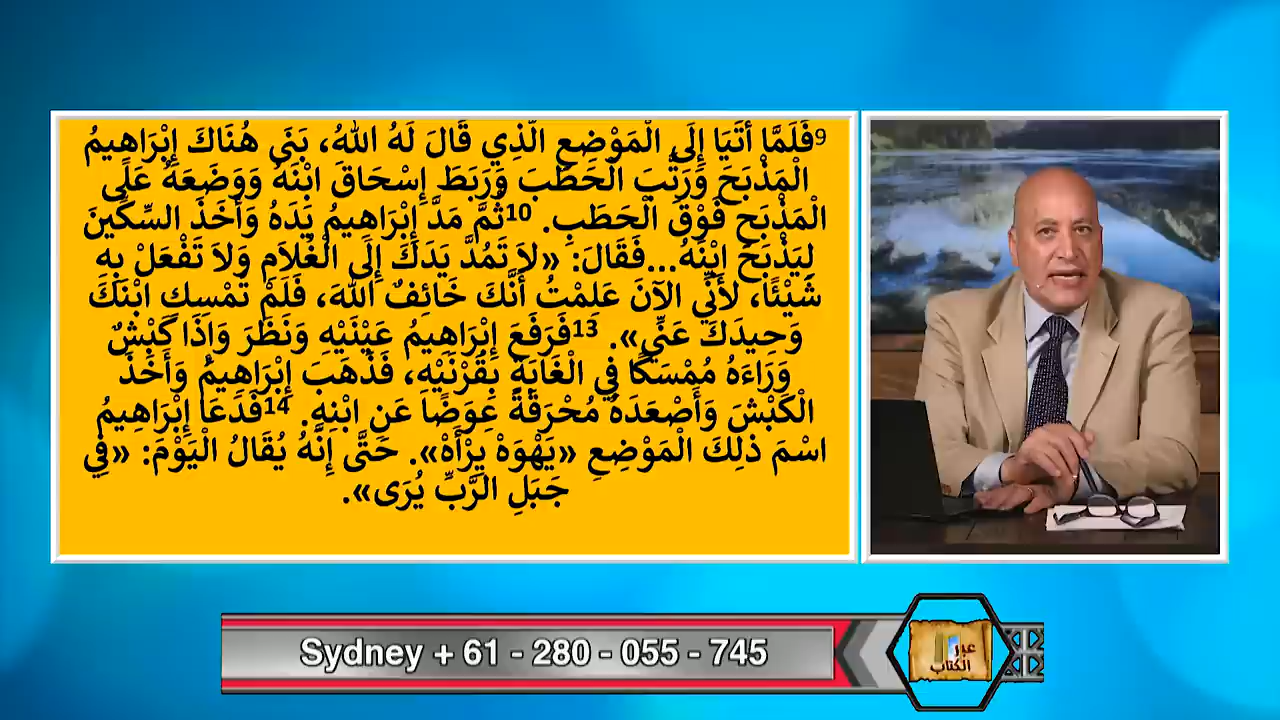 9فَلَمَّا أَتَيَا إِلَى الْمَوْضِعِ الَّذِي قَالَ لَهُ اللهُ، بَنَى هُنَاكَ إِبْرَاهِيمُ
الْمَذْبَحَ وَرَتَّبَ الْحَطَبَ وَرَبَطَ إِسْحَاقَ ابْنَهُ وَوَضَعَهُ عَلَى
الْمَذْبَحِ فَوْقَ الْحَطَبِ. 10ثُمَّ مَدَّ إِبْرَاهِيمُ يَدَهُ وَأَخَذَ السِّكِّينَ
لِيَذْبَحَ ابْنَهُ...فَقَالَ: «لاَ تَمُدَّ يَدَكَ إِلَى الْغُلاَمِ وَلاَ تَفْعَلْ بِهِ
شَيْئًا، لأَنِّي الآنَ عَلِمْتُ أَنَّكَ خَائِفٌ اللهَ، فَلَمْ تُمْسِكِ ابْنَكَ
وَحِيدَكَ عَنِّي». 13فَرَفَعَ إِبْرَاهِيمُ عَيْنَيْهِ وَنَظَرَ وَإِذَا كَبْشٌ
وَرَاءَهُ مُمْسَكًا فِي الْغَابَةِ بِقَرْنَيْهِ، فَذَهَبَ إِبْرَاهِيمُ وَأَخَذَ
الْكَبْشَ وَأَصْعَدَهُ مُحْرَقَةً عِوَضًا عَنِ ابْنِهِ. 14فَدَعَا إِبْرَاهِيمُ
اسْمَ ذلِكَ الْمَوْضِعِ «يَهْوَهْ يِرْأَهْ». حَتَّى إِنَّهُ يُقَالُ الْيَوْمَ: «فِي
جَبَلِ الرَّبِّ يُرَى».
Sydney + 61 - 280 - 055 - 745
عبر
الكتاب